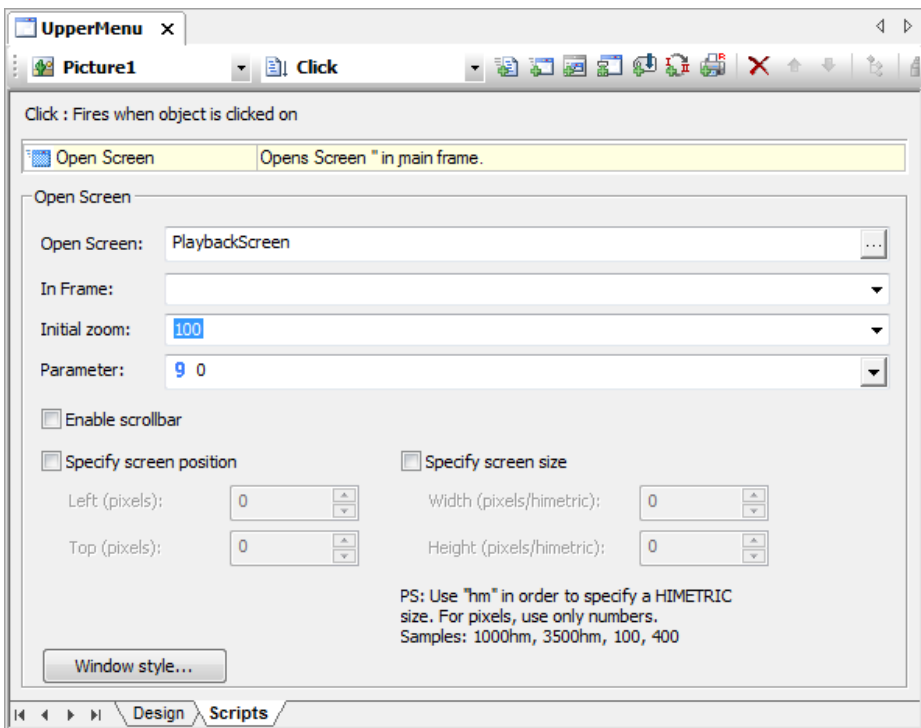 UpperMenu
Picture1 Click
Click : Fires when object is clicked on
Open Screen Opens Screen '' in main frame.
Open Screen
Open Screen: PlaybackScreen ...
In Frame:
Initial zoom: 100
Parameter: 9 0
Enable scrollbar
Specify screen position Specify screen size
Left (pixels): 0 Width (pixels/himetric): 0
Top (pixels): 0 Height (pixels/himetric): 0
PS: Use "hm" in order to specify a HIMETRIC
size. For pixels, use only numbers.
Samples: 1000hm, 3500hm, 100, 400
Window style...
Design Scripts